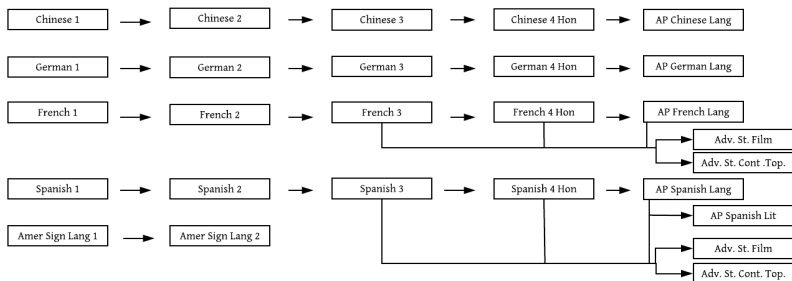 Chinese 1
Chinese 2
Chinese 3
Chinese 4 Hon
AP Chinese Lang
German 1
German 2
German 3
German 4 Hon
AP German Lang
French 1
French 2
French 3
French 4 Hon
AP French Lang
Adv. St. Film
Adv. St. Cont .Top.
Spanish 1
Spanish 2
Spanish 3
Spanish 4 Hon
AP Spanish Lang
AP Spanish Lit
Amer Sign Lang 1
Amer Sign Lang 2
Adv. St. Film
Adv. St. Cont. Top.